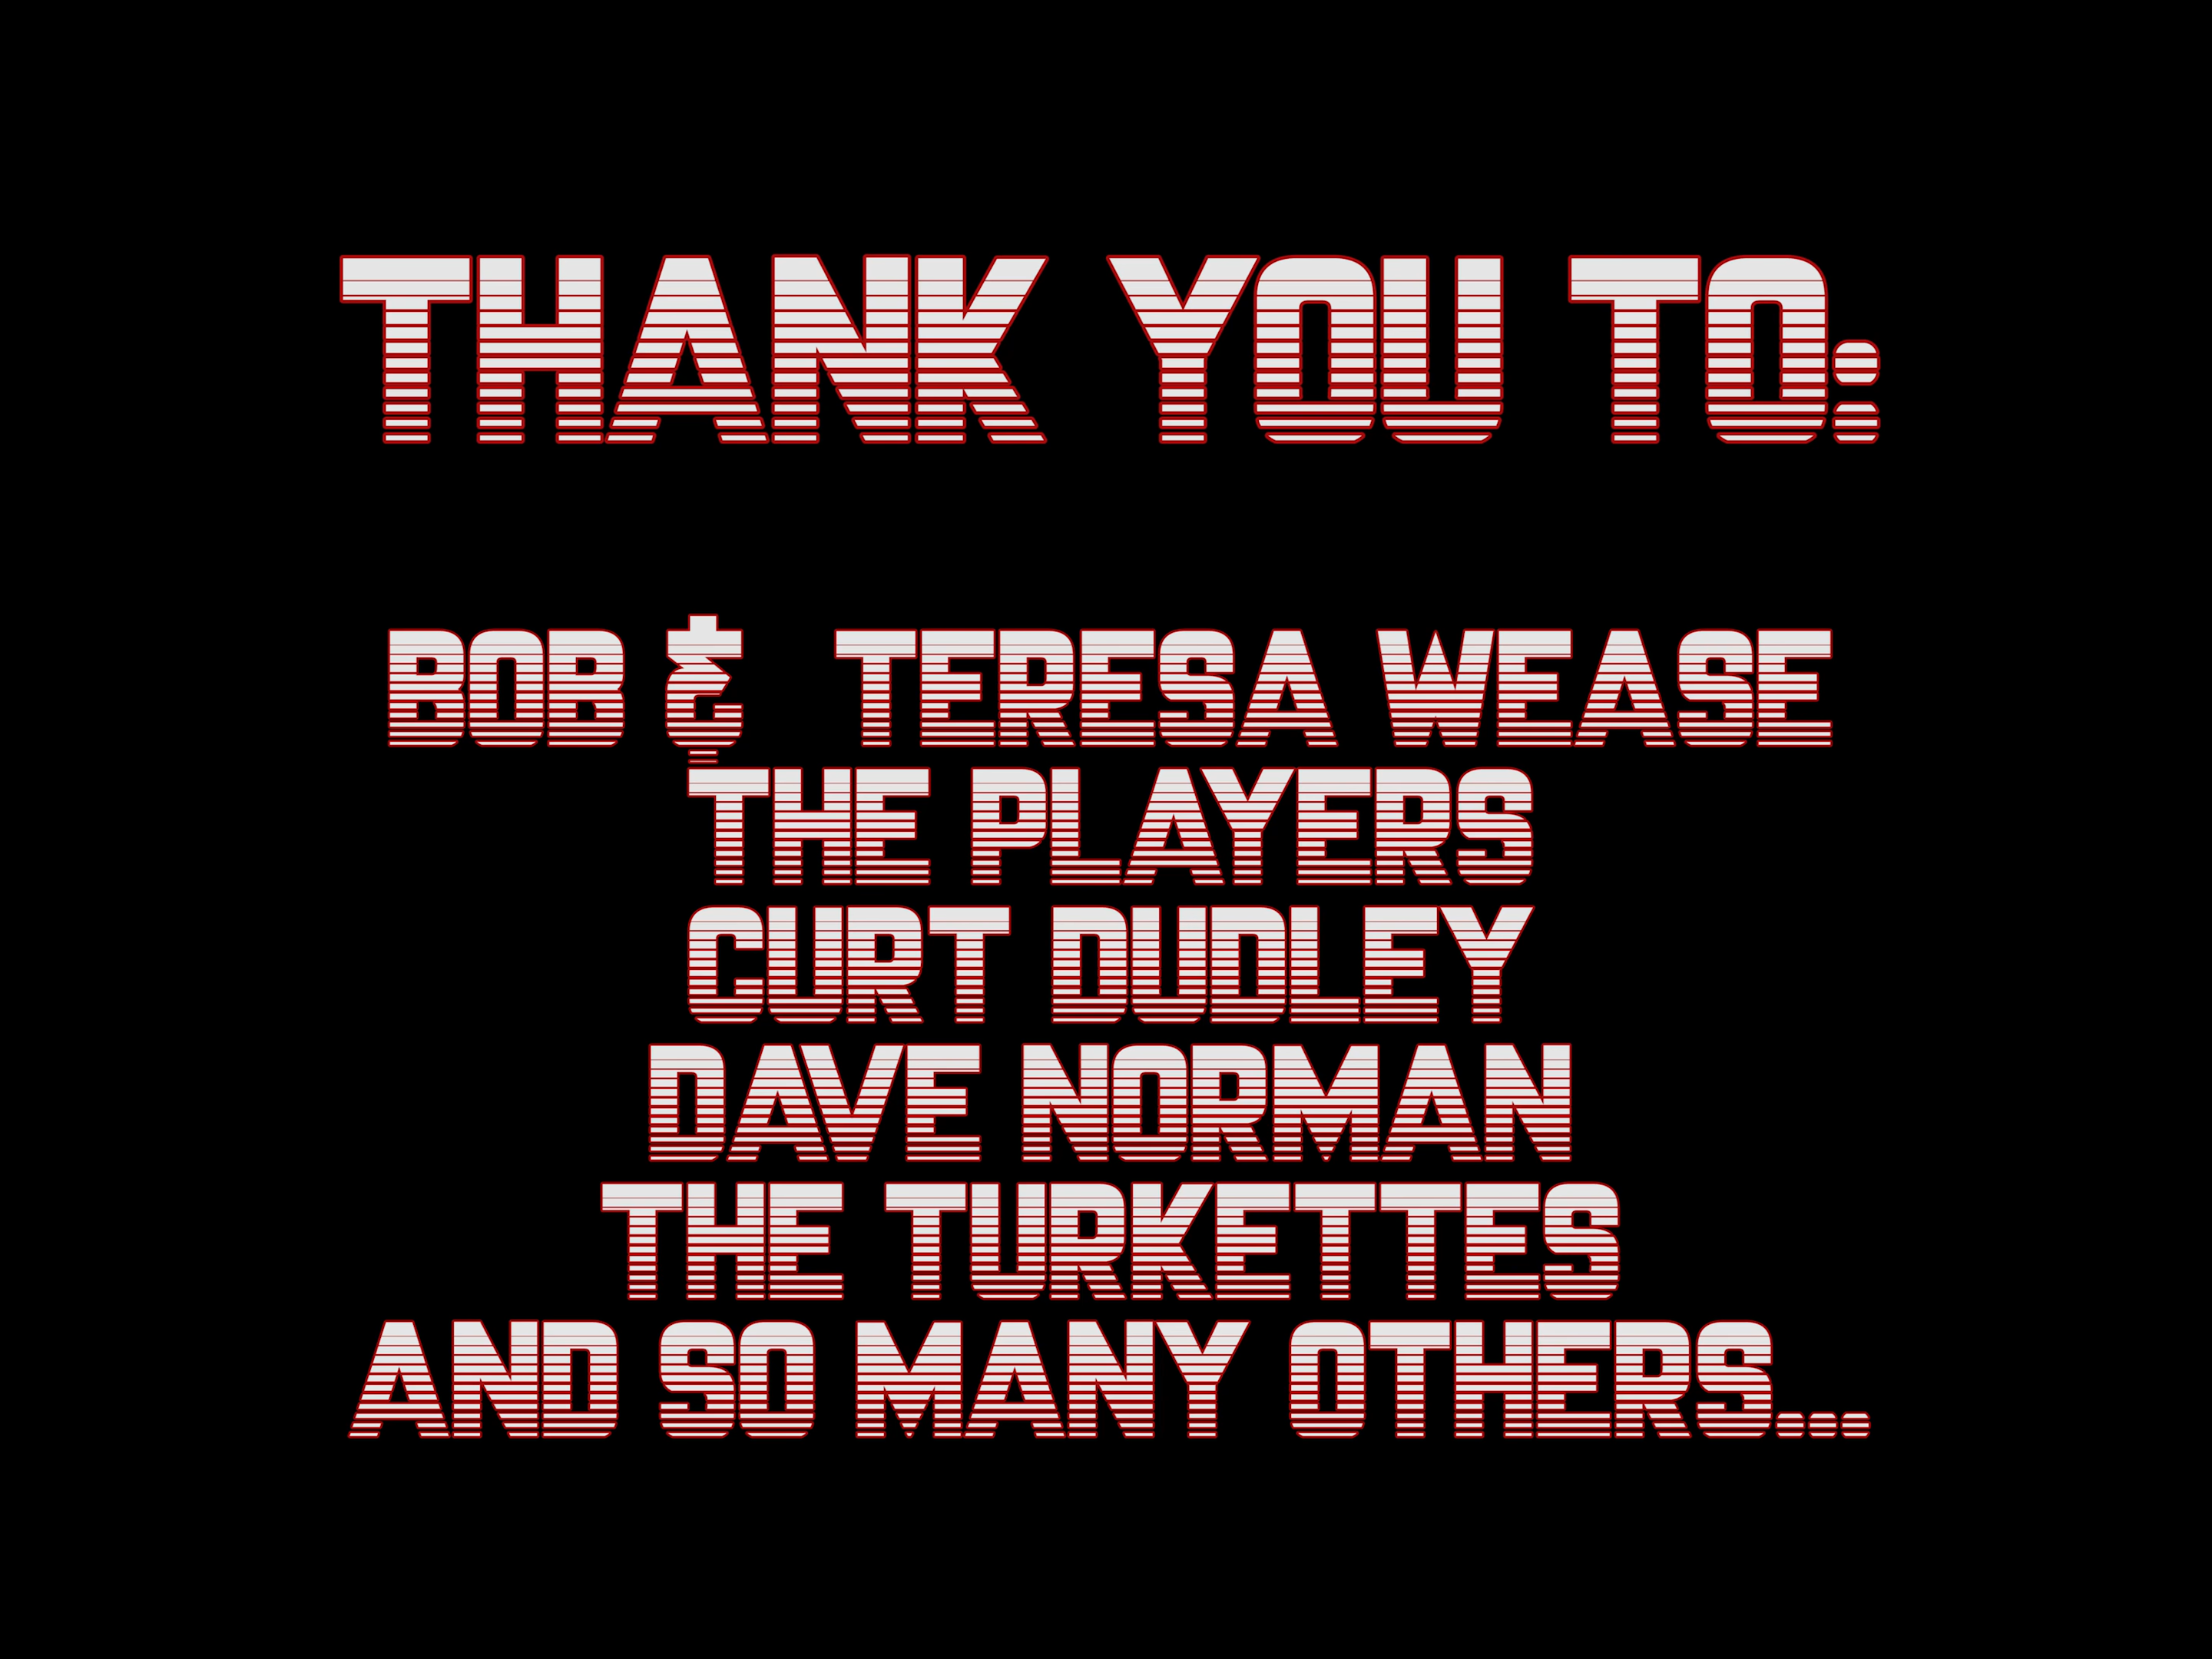 THANK YOU TO:
BOB & TERESA WEASE
THE PLAYERS
CURT DUDLEY
DAVE NORMAN
THE TURKETTES
AND SO MANY OTHERS...